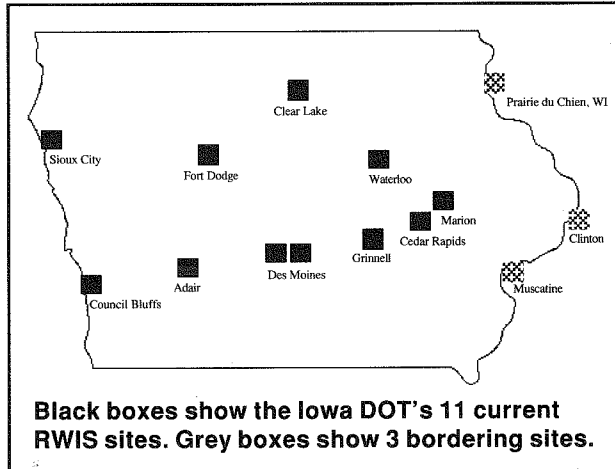 Clear Lake
Prairie du Chien, WI
Sioux City
Fort Dodge
Waterloo
Marion
Cedar Rapids
Clinton
Grinnell
Des Moines
Adair
Muscatine
Council Bluffs
Black boxes show the Iowa DOT's 11 current
RWIS sites. Grey boxes show 3 bordering sites.